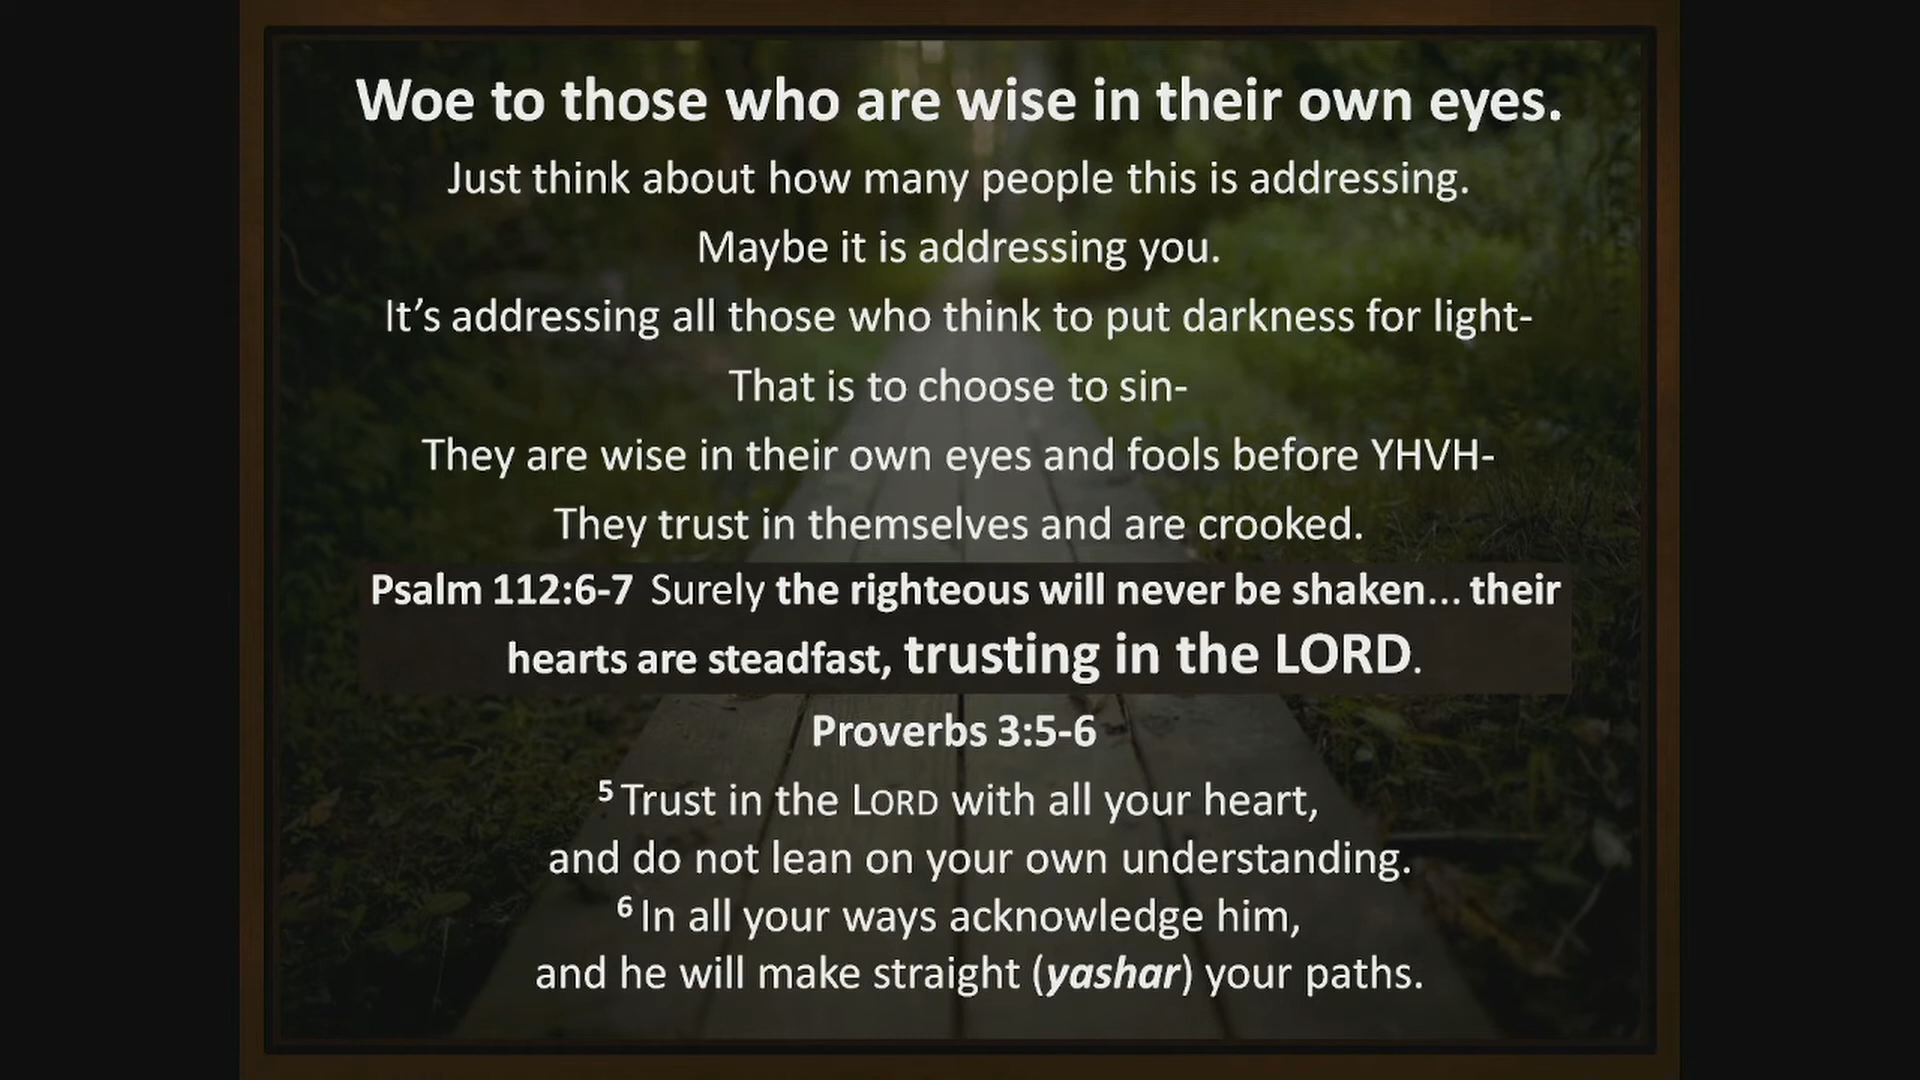 Woe to those who are wise in their own eyes.
Just think about how many people this is addressing.
Maybe it is addressing you.
It’s addressing all those who think to put darkness for light-
That is to choose to sin-
They are wise in their own eyes and fools before YHVH-
They trust in themselves and are crooked.
Psalm 112:6-7 Surely the righteous will never be shaken... their
hearts are steadfast, trusting in the LORD.
Proverbs 3:5-6
5 Trust in the LORD with all your heart,
and do not lean on your own understanding.
6 In all your ways acknowledge him,
and he will make straight (yashar) your paths.